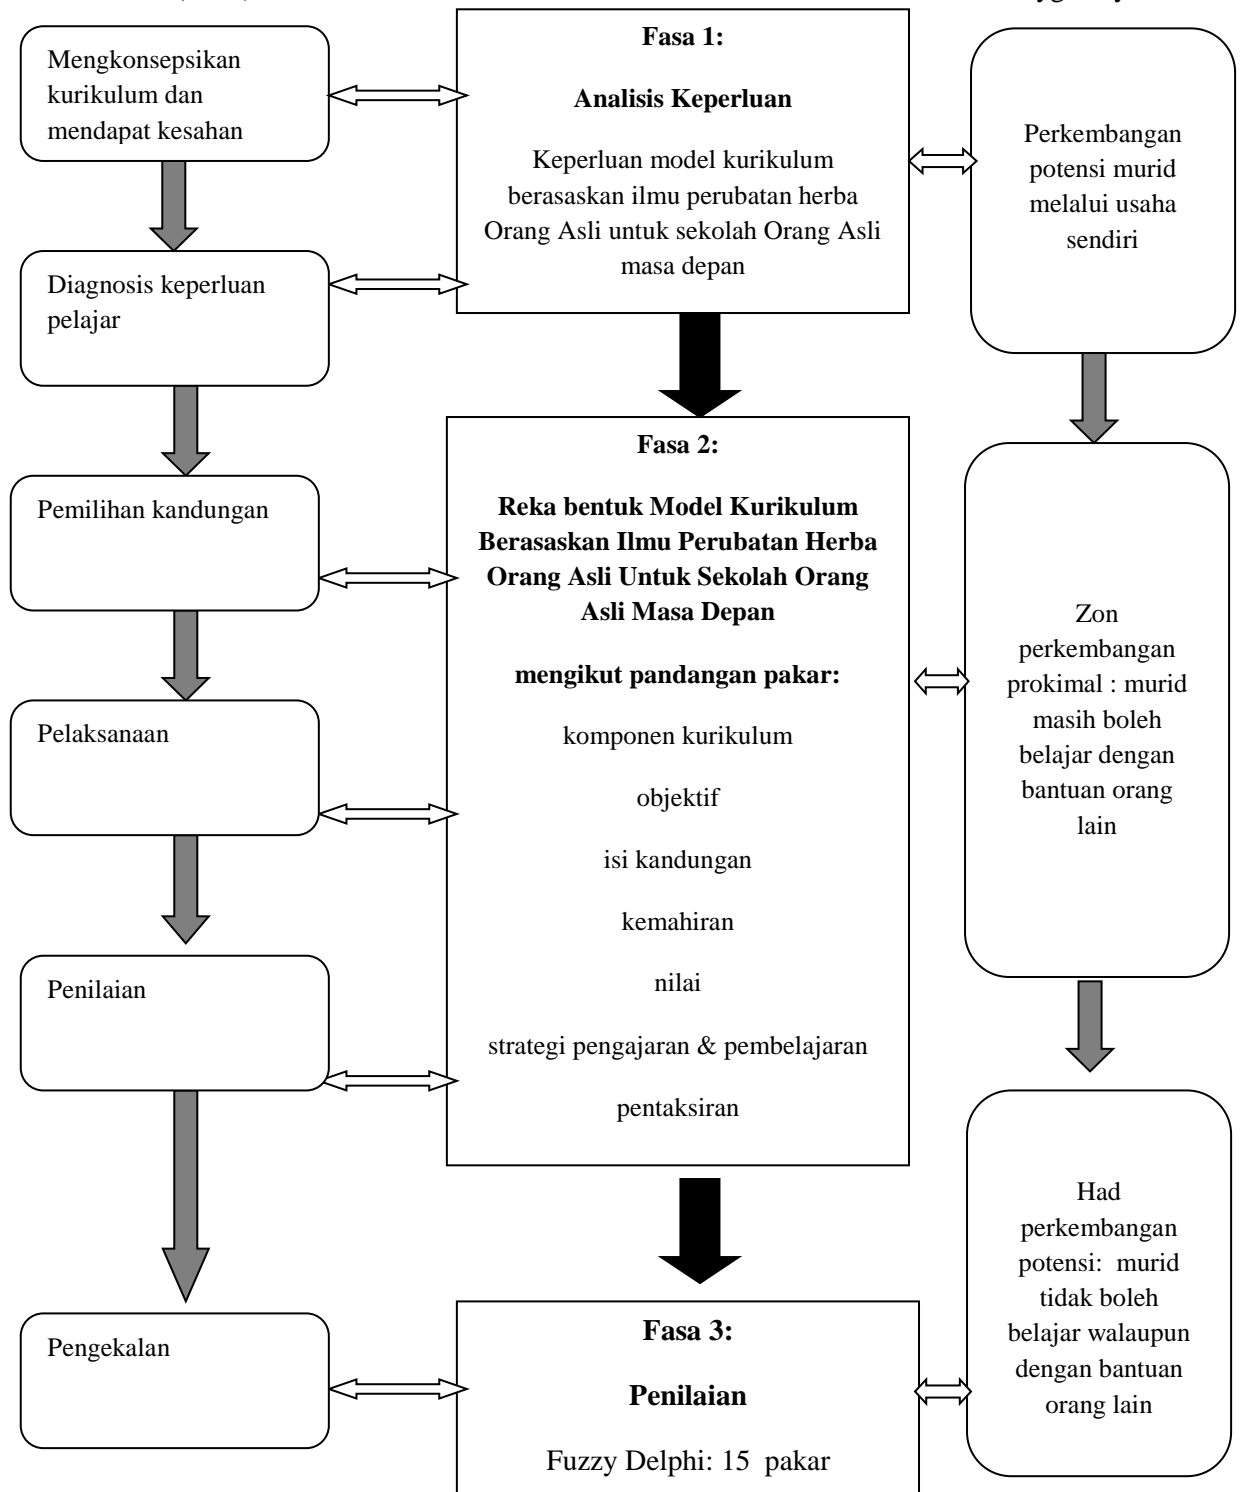 Mengkonsepsikan
kurikulum dan
mendapat kesahan
Diagnosis keperluan
pelajar
Pemilihan kandungan
Pelaksanaan
Penilaian
Pengekalan
Fasa 1:
Analisis Keperluan
Keperluan model kurikulum
berasaskan ilmu perubatan herba
Orang Asli untuk sekolah Orang Asli
masa depan
Fasa 2:
Reka bentuk Model Kurikulum
Berasaskan Ilmu Perubatan Herba
Orang Asli Untuk Sekolah Orang
Asli Masa Depan
mengikut pandangan pakar:
komponen kurikulum
objektif
isi kandungan
kemahiran
nilai
strategi pengajaran & pembelajaran
pentaksiran
Fasa 3:
Penilaian
Fuzzy Delphi: 15 pakar
Perkembangan
potensi murid
melalui usaha
sendiri
Zon
perkembangan
prokimal : murid
masih boleh
belajar dengan
bantuan orang
lain
Had
perkembangan
potensi: murid
tidak boleh
belajar walaupun
dengan bantuan
orang lain